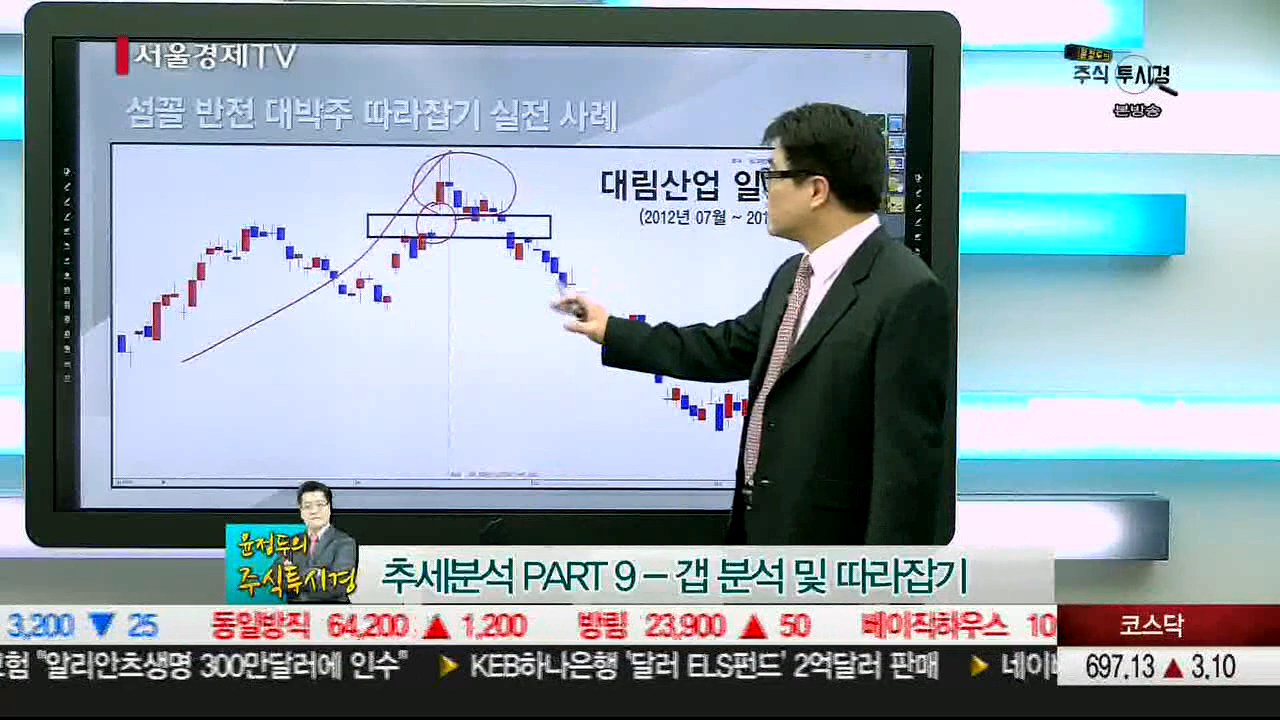 서울경제TV
윤정두의
주식 투시경
본방송
섬꼴 반전 대박주 따라잡기 실전 사례
대림산업 일
(2012년 07월 ~ 201
윤정두의
주식투시경
추세분석 PART 9 – 갭 분석 및 따라잡기
3,200 ▼ 25 동일방직 64,200 ▲ 1,200 방림 23,900 ▲ 50 베이직하우스 10
코스닥
보험 "알리안츠생명 300만달러에 인수" ▶ KEB하나은행 '달러 ELS펀드' 2억달러 판매 ▶ 네이
697.13 ▲ 3.10